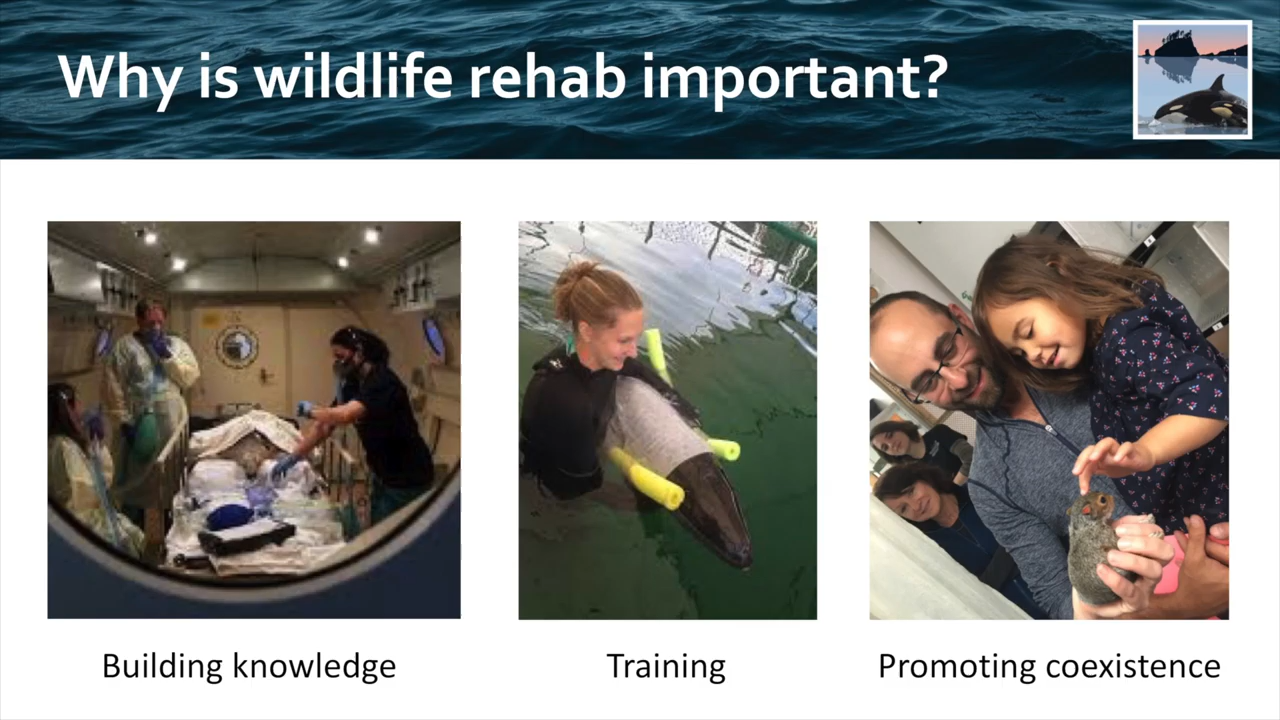 Why is wildlife rehab important?
Building knowledge
Training
Promoting coexistence